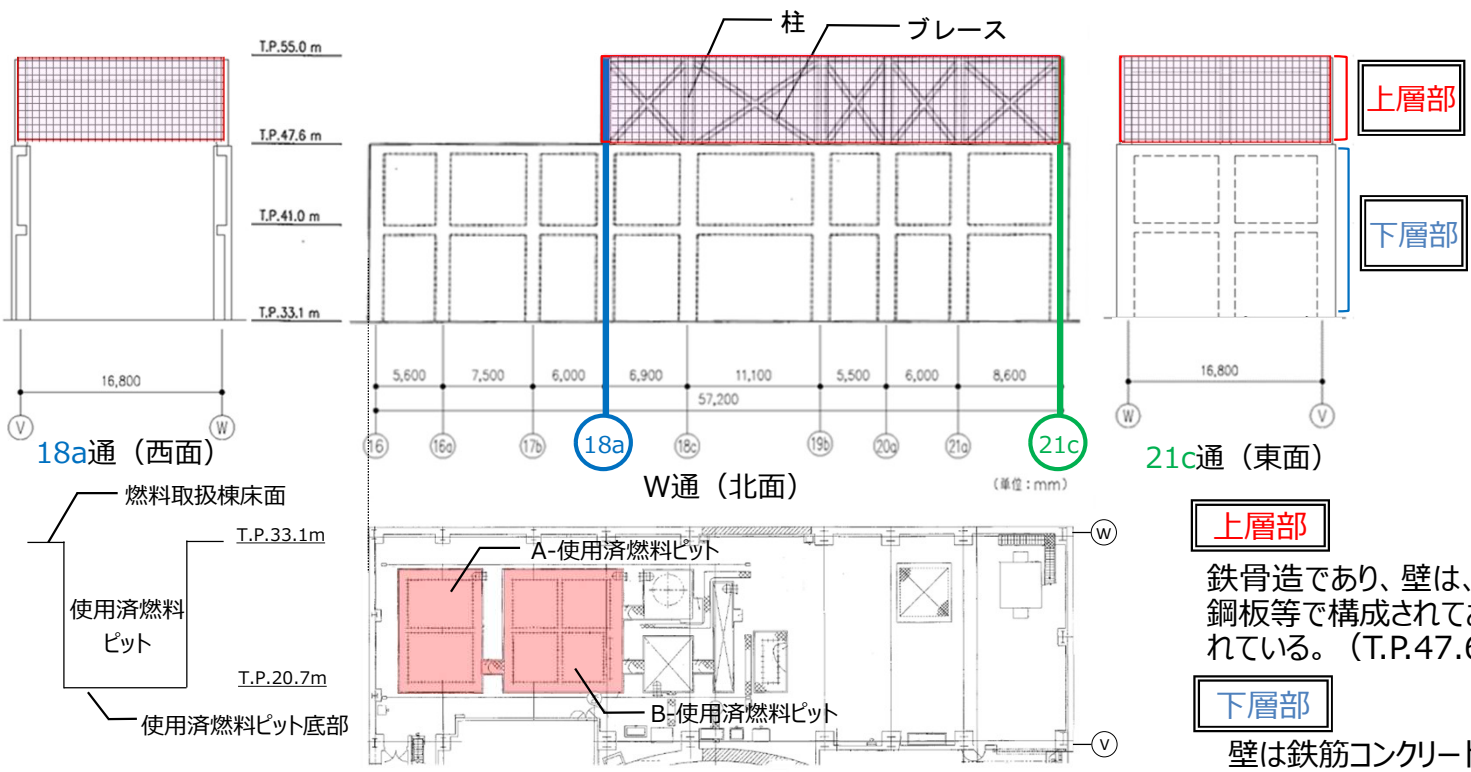 柱
ブレース
T.P.55.0 m
T.P.47.6 m
T.P.41.0 m
T.P.33.1 m
上層部
下層部
16,800
5,600
7,500
6,000
6,900
11,100
5,500
6,000
8,600
57,200
16,800
V
W
16
16a
17b
18a
18c
19b
20a
21a
21c
W
V
18a通（西面）
W通（北面）
（単位：mm）
21c通（東面）
燃料取扱棟床面
T.P.33.1m
使用済燃料
ピット
T.P.20.7m
使用済燃料ピット底部
A-使用済燃料ピット
B-使用済燃料ピット
W
V
上層部
鉄骨造であり、壁は、
鋼板等で構成されて
れている。（T.P.47.6
下層部
壁は鉄筋コンクリート